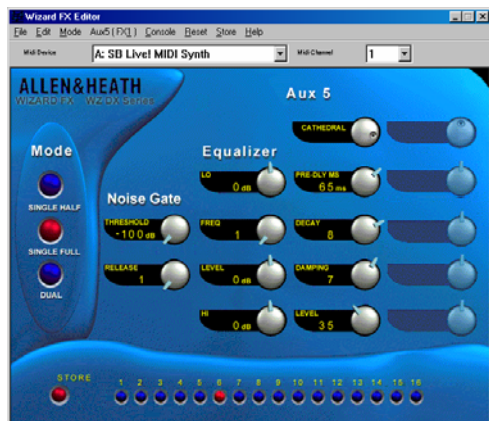 Wizard FX Editor
File Edit Mode Aux5 (FX1) Console Reset Store Help
Midi Device A: SB Live! MIDI Synth Midi Channel 1
ALLEN&HEATH
WIZARD FX WZ DX Series
Aux 5
CATHEDRAL
Mode
Equalizer
LO
0 dB
PRE-DLY MS
65 ms
SINGLE HALF
Noise Gate
THRESHOLD
-100 dB
FREQ
1
DECAY
8
SINGLE FULL
RELEASE
1
LEVEL
0 dB
DAMPING
7
DUAL
HI
0 dB
LEVEL
35
STORE
1 2 3 4 5 6 7 8 9 10 11 12 13 14 15 16